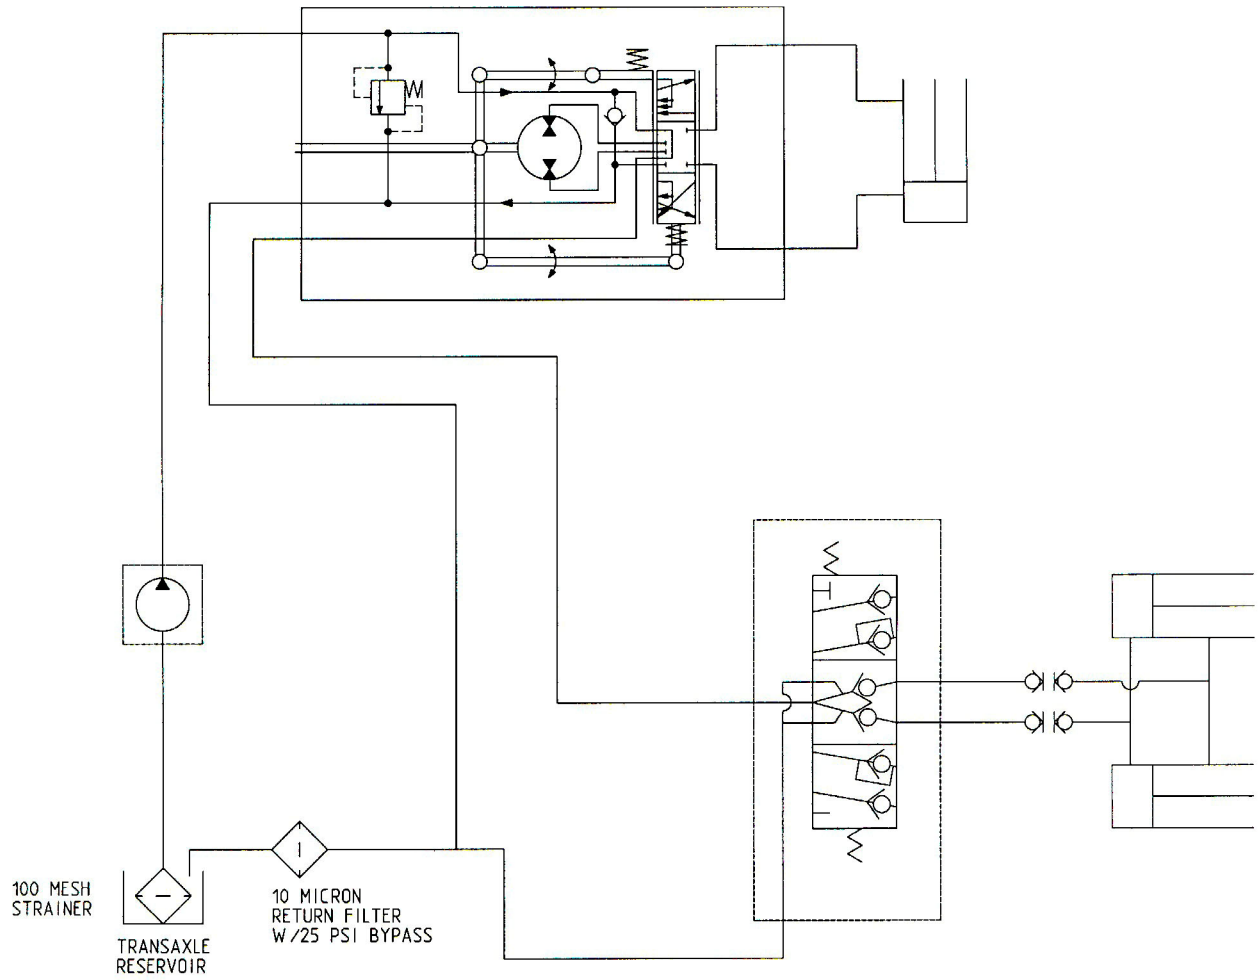 100 MESH
STRAINER
TRANSAXLE
RESERVOIR
10 MICRON
RETURN FILTER
W/25 PSI BYPASS